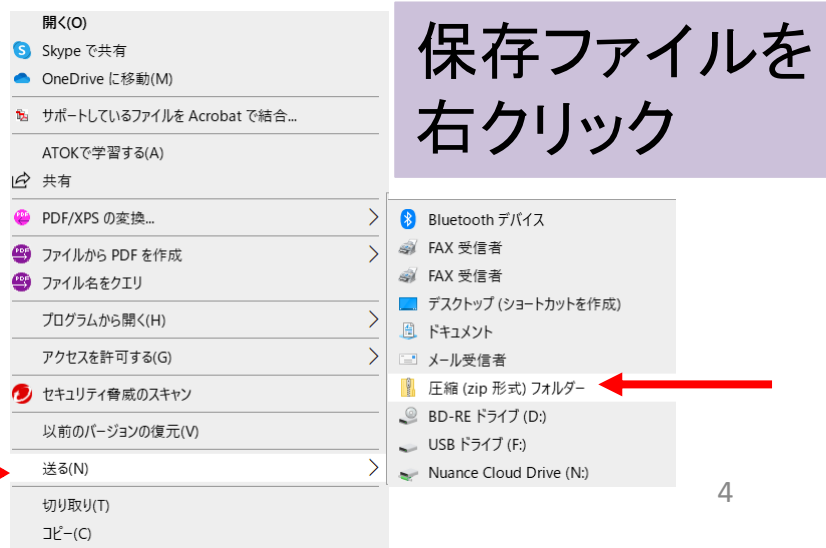 保存ファイルを
右クリック
開く(O)
Skype で共有
OneDrive に移動(M)
サポートしているファイルを Acrobat で結合...
ATOKで学習する(A)
共有
PDF/XPS の変換...
ファイルから PDF を作成
ファイル名をクエリ
プログラムから開く(H)
アクセスを許可する(G)
セキュリティ脅威のスキャン
以前のバージョンの復元(V)
送る(N)
切り取り(T)
コピー(C)
Bluetooth デバイス
FAX 受信者
FAX 受信者
デスクトップ (ショートカットを作成)
ドキュメント
メール受信者
圧縮 (zip 形式) フォルダー
BD-RE ドライブ (D:)
USB ドライブ (F:)
Nuance Cloud Drive (N:)
4